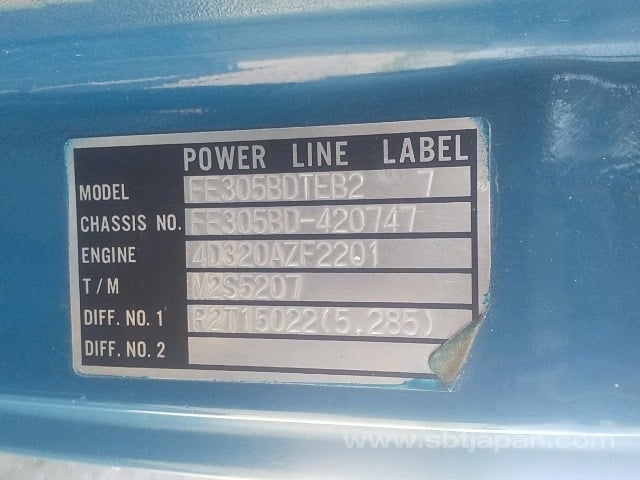 POWER LINE LABEL
MODEL FE305BDTEB2 7
CHASSIS NO. FE305BD-420747
ENGINE 4D320AZF2201
T/M M2S5207
DIFF. NO. 1 R2T15022(5.285)
DIFF. NO. 2
www.sbtjapan.com